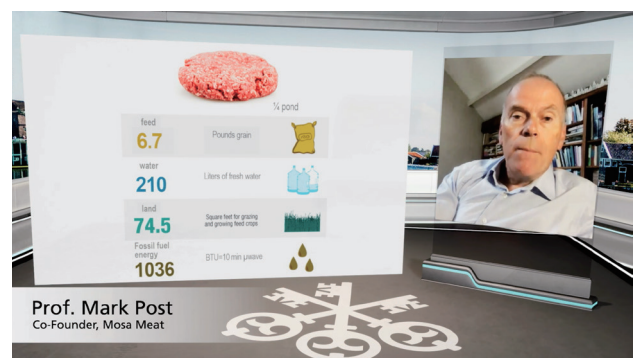 ¼ pond
feed
6.7
Pounds grain
water
210
Liters of fresh water
land
74.5
Square feet for grazing
and growing feed crops
Fossil fuel
energy
1036
BTU=10 min µwave
Prof. Mark Post
Co-Founder, Mosa Meat